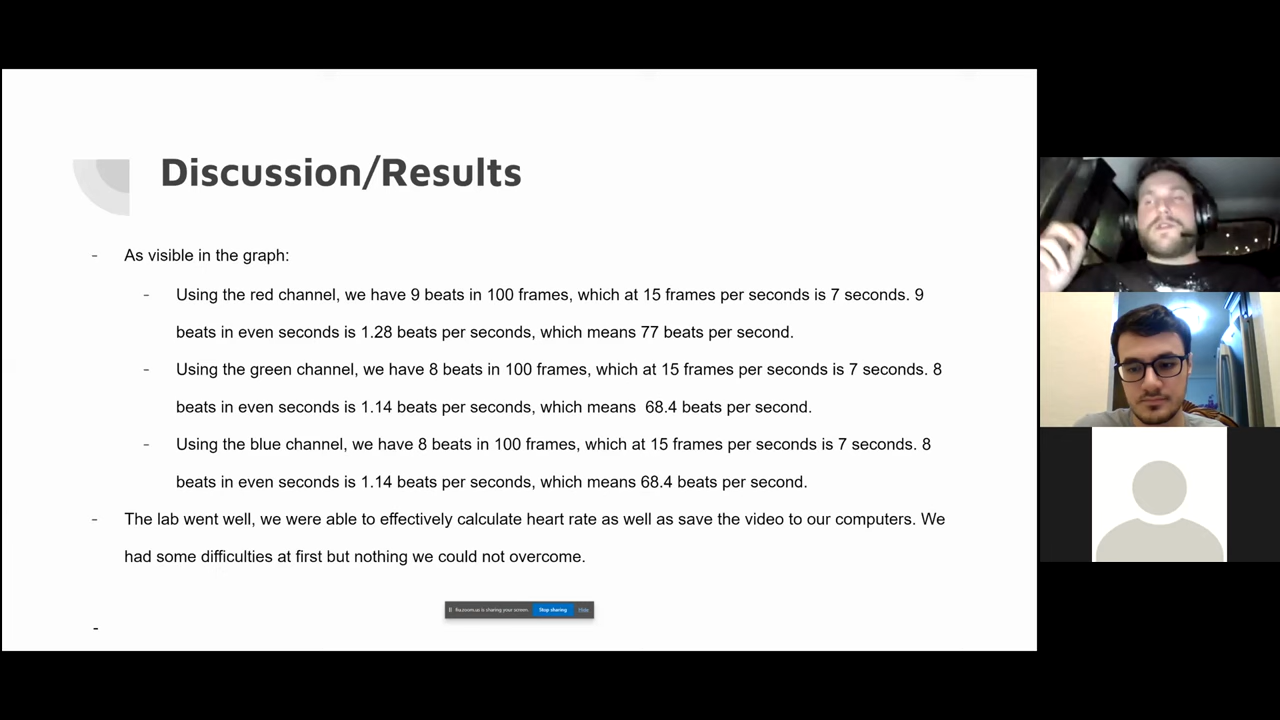 Discussion/Results
- As visible in the graph:
- Using the red channel, we have 9 beats in 100 frames, which at 15 frames per seconds is 7 seconds. 9
beats in even seconds is 1.28 beats per seconds, which means 77 beats per second.
- Using the green channel, we have 8 beats in 100 frames, which at 15 frames per seconds is 7 seconds. 8
beats in even seconds is 1.14 beats per seconds, which means 68.4 beats per second.
- Using the blue channel, we have 8 beats in 100 frames, which at 15 frames per seconds is 7 seconds. 8
beats in even seconds is 1.14 beats per seconds, which means 68.4 beats per second.
- The lab went well, we were able to effectively calculate heart rate as well as save the video to our computers. We
had some difficulties at first but nothing we could not overcome.
is sharing your screen. Stop sharing Hide
-